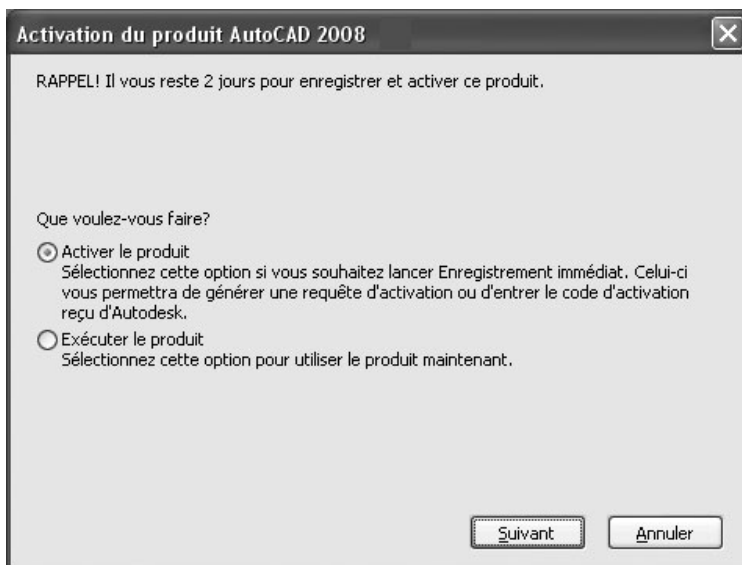 Activation du produit AutoCAD 2008
RAPPEL! Il vous reste 2 jours pour enregistrer et activer ce produit.
Que voulez-vous faire?
Activer le produit
Sélectionnez cette option si vous souhaitez lancer Enregistrement immédiat. Celui-ci
vous permettra de générer une requête d'activation ou d'entrer le code d'activation
reçu d'Autodesk.
Exécuter le produit
Sélectionnez cette option pour utiliser le produit maintenant.
Suivant Annuler